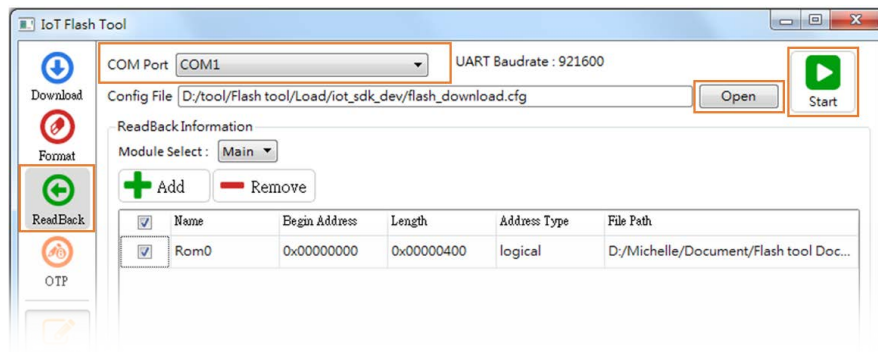 IoT Flash Tool
COM Port COM1 UART Baudrate : 921600
Config File D:/tool/Flash tool/Load/iot_sdk_dev/flash_download.cfg Open
Start
Download
Format
ReadBack
OTP
ReadBack Information
Module Select : Main
Add Remove
Name Begin Address Length Address Type File Path
Rom0 0x00000000 0x00000400 logical D:/Michelle/Document/Flash tool Doc...